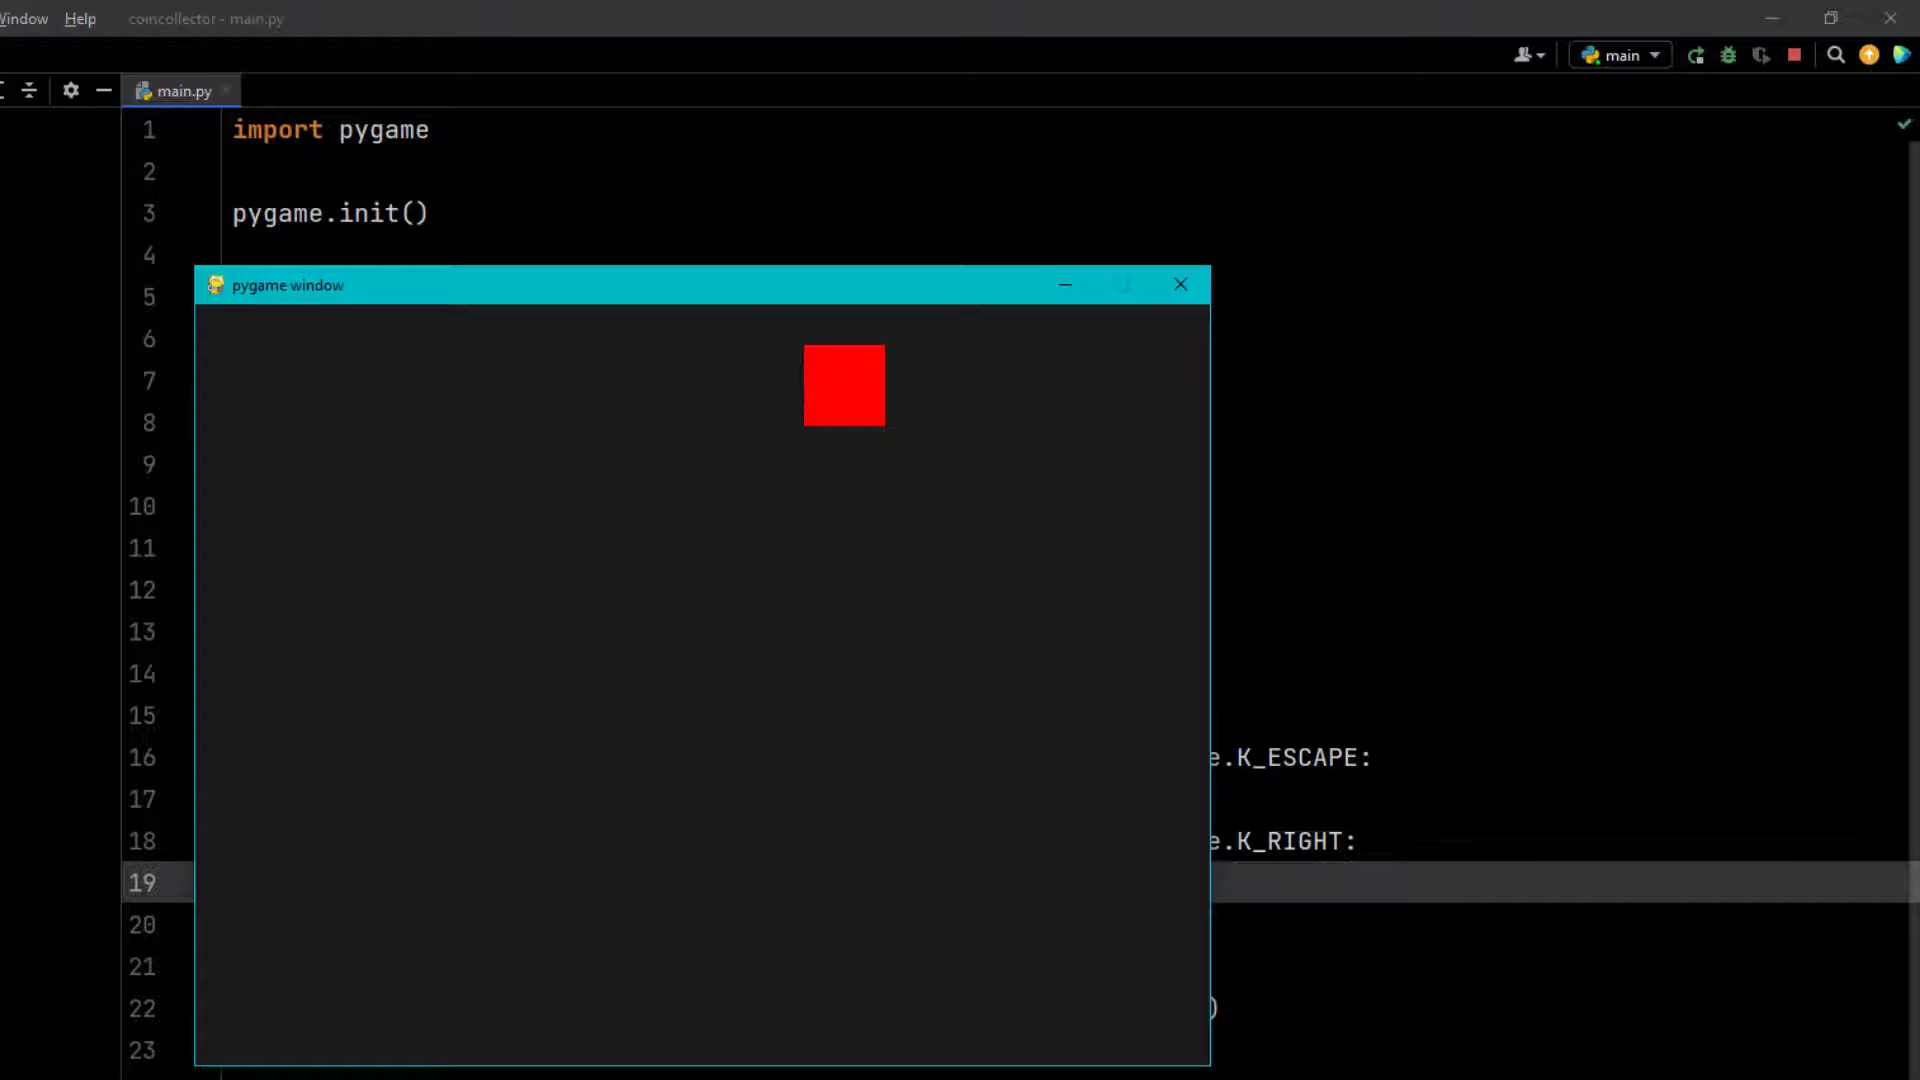 Window Help coincollector - main.py
main
main.py
1 import pygame
2
3 pygame.init()
4
pygame window
5
6
7
8
9
10
11
12
13
14
15
16 e.K_ESCAPE:
17
18 e.K_RIGHT:
19
20
21
22 )
23